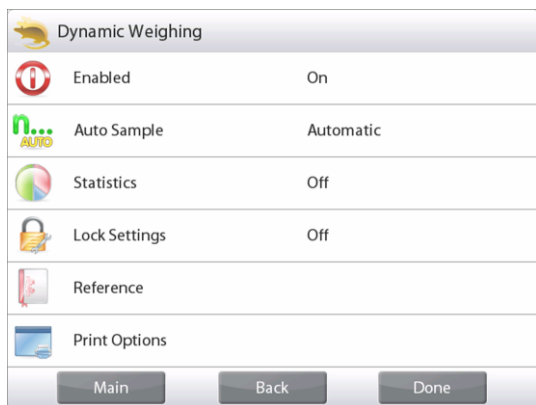 Dynamic Weighing
Enabled On
n... AUTO Auto Sample Automatic
Statistics Off
Lock Settings Off
Reference
Print Options
Main Back Done